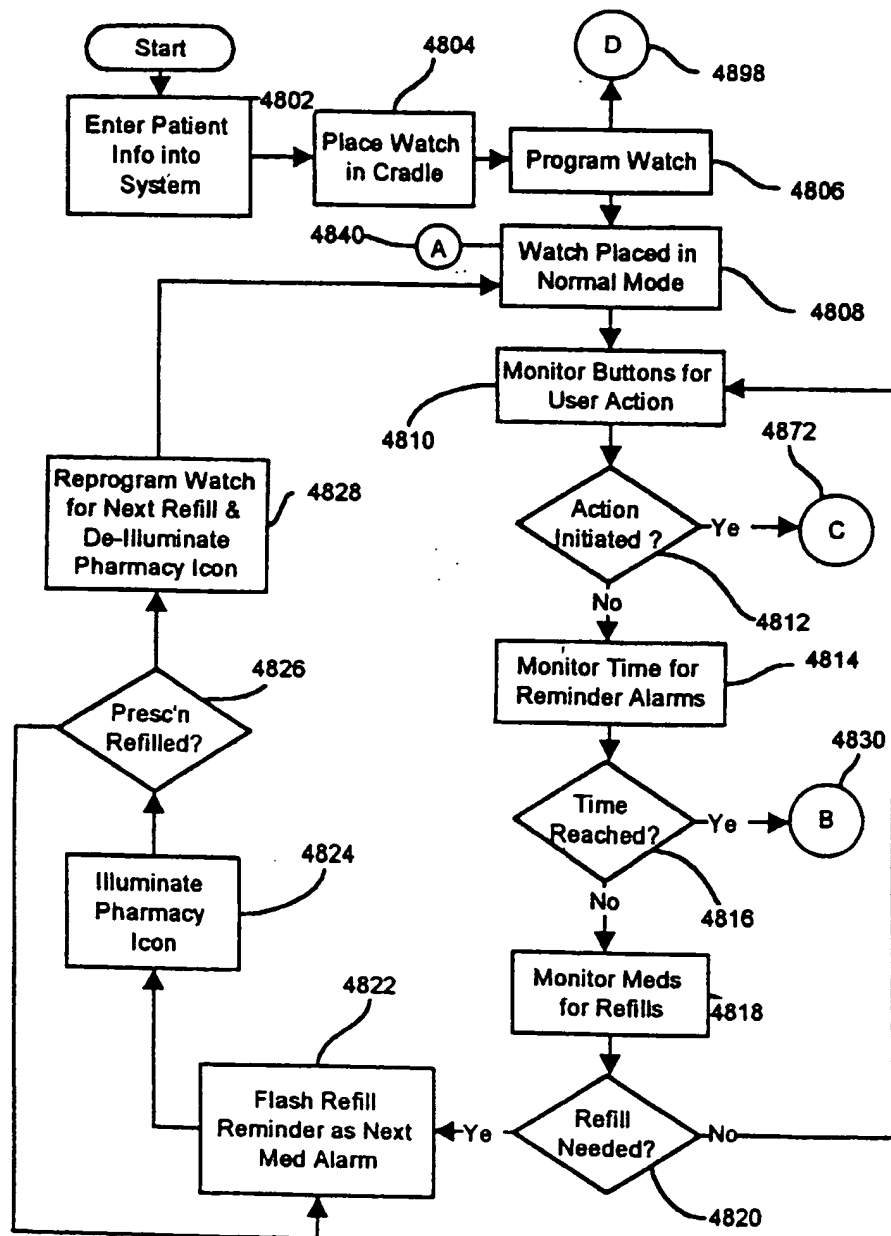 Start
4802
Enter Patient
Info into
System
4804
Place Watch
in Cradle
D
4898
Program Watch
4806
4840
A
Watch Placed in
Normal Mode
4808
Monitor Buttons for
User Action
4810
4872
Action
Initiated ?
Ye
C
4812
No
Reprogram Watch
for Next Refill &
De-Illuminate
Pharmacy Icon
4828
Monitor Time for
Reminder Alarms
4814
4826
Presc'n
Refilled?
4830
Time
Reached?
Ye
B
4816
No
4824
Illuminate
Pharmacy
Icon
Monitor Meds
for Refills
4818
4822
Flash Refill
Reminder as Next
Med Alarm
Ye
Refill
Needed?
No
4820